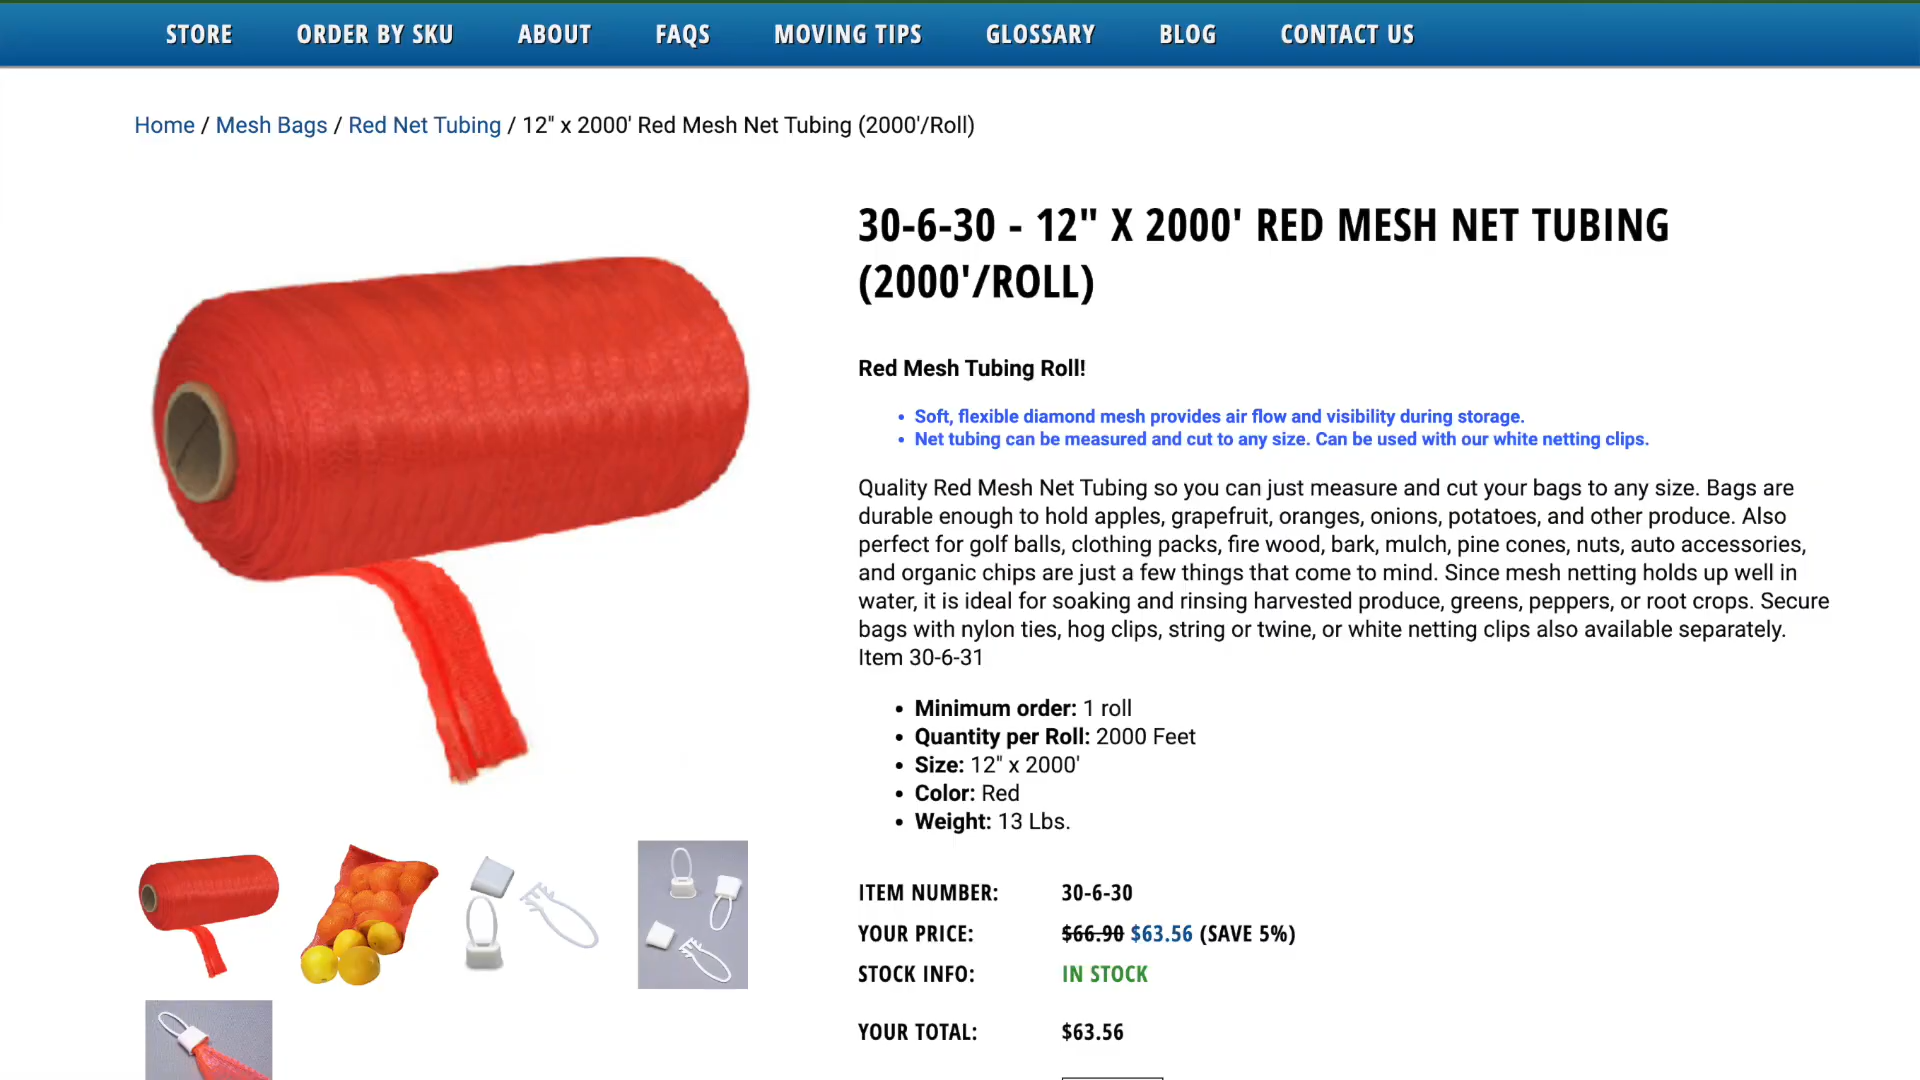 STORE ORDER BY SKU ABOUT FAQS MOVING TIPS GLOSSARY BLOG CONTACT US
Home / Mesh Bags / Red Net Tubing / 12" x 2000' Red Mesh Net Tubing (2000'/Roll)
30-6-30 - 12" X 2000' RED MESH NET TUBING
(2000'/ROLL)
Red Mesh Tubing Roll!
• Soft, flexible diamond mesh provides air flow and visibility during storage.
• Net tubing can be measured and cut to any size. Can be used with our white netting clips.
Quality Red Mesh Net Tubing so you can just measure and cut your bags to any size. Bags are
durable enough to hold apples, grapefruit, oranges, onions, potatoes, and other produce. Also
perfect for golf balls, clothing packs, fire wood, bark, mulch, pine cones, nuts, auto accessories,
and organic chips are just a few things that come to mind. Since mesh netting holds up well in
water, it is ideal for soaking and rinsing harvested produce, greens, peppers, or root crops. Secure
bags with nylon ties, hog clips, string or twine, or white netting clips also available separately.
Item 30-6-31
• Minimum order: 1 roll
• Quantity per Roll: 2000 Feet
• Size: 12" x 2000'
• Color: Red
• Weight: 13 Lbs.
ITEM NUMBER: 30-6-30
YOUR PRICE: $66.90 $63.56 (SAVE 5%)
STOCK INFO: IN STOCK
YOUR TOTAL: $63.56